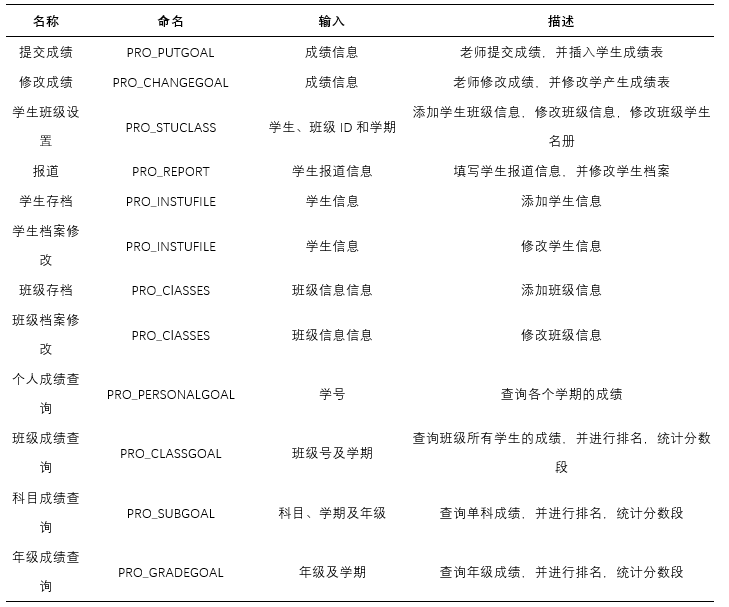 名称 命名 输入 描述
提交成绩 PRO_PUTGOAL 成绩信息 老师提交成绩，并插入学生成绩表
修改成绩 PRO_CHANGEGOAL 成绩信息 老师修改成绩，并修改学产生成绩表
学生班级设
置 PRO_STUCLASS 学生、班级 ID 和学期 添加学生班级信息，修改班级信息，修改班级学生
名册
报道 PRO_REPORT 学生报道信息 填写学生报道信息，并修改学生档案
学生存档 PRO_INSTUFILE 学生信息 添加学生信息
学生档案修
改 PRO_INSTUFILE 学生信息 修改学生信息
班级存档 PRO_ClASSES 班级信息信息 添加班级信息
班级档案修
改 PRO_ClASSES 班级信息信息 修改班级信息
个人成绩查
询 PRO_PERSONALGOAL 学号 查询各个学期的成绩
班级成绩查
询 PRO_CLASSGOAL 班级号及学期 查询班级所有学生的成绩，并进行排名，统计分数
段
科目成绩查
询 PRO_SUBGOAL 科目、学期及年级 查询单科成绩，并进行排名，统计分数段
年级成绩查
询 PRO_GRADEGOAL 年级及学期 查询年级成绩，并进行排名，统计分数段